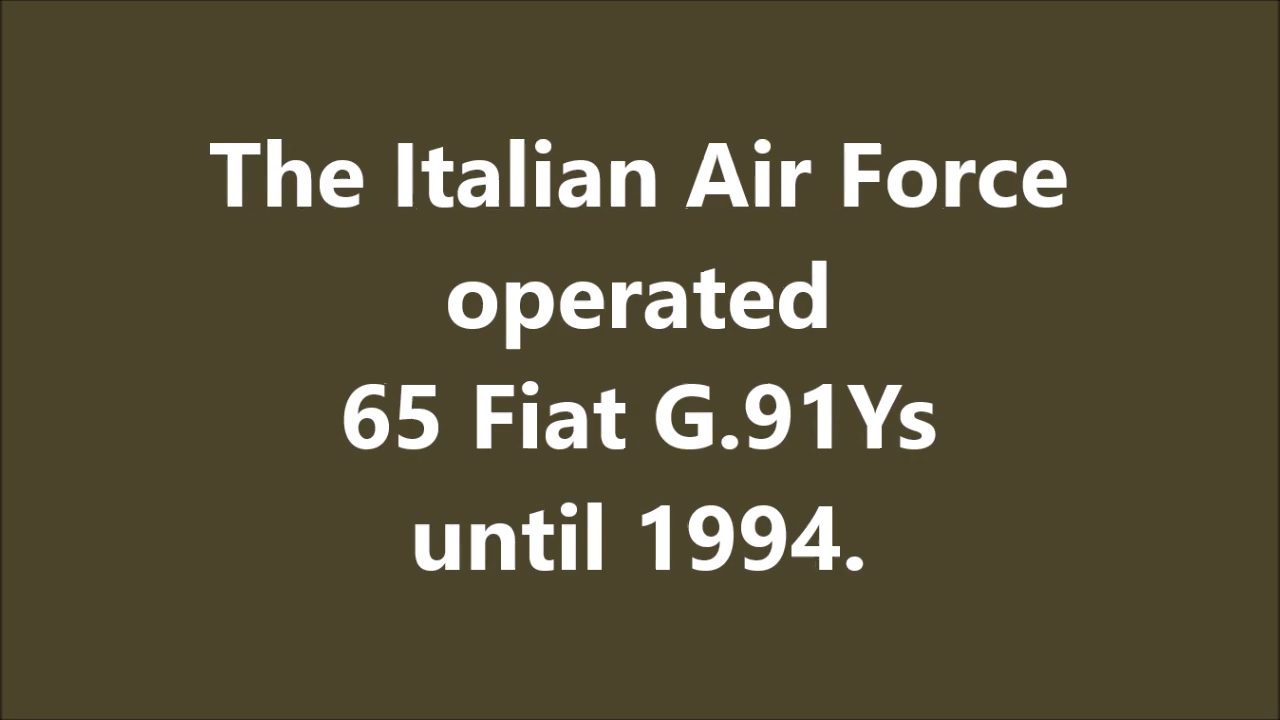 The Italian Air Force
operated
65 Fiat G.91Ys
until 1994.